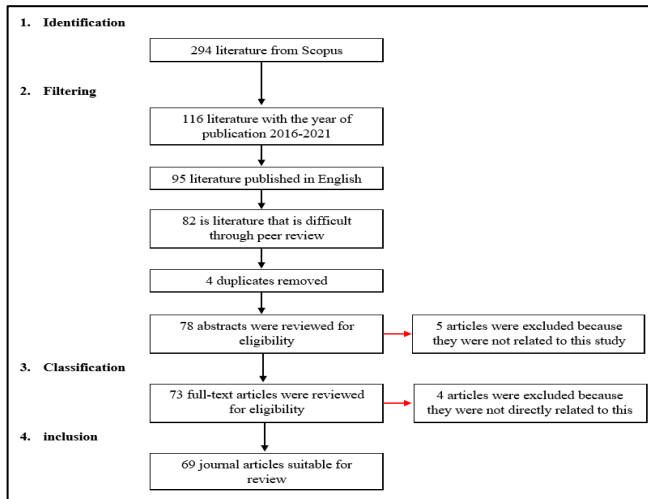 1. Identification
294 literature from Scopus
2. Filtering
116 literature with the year of
publication 2016-2021
95 literature published in English
82 is literature that is difficult
through peer review
4 duplicates removed
78 abstracts were reviewed for
eligibility
5 articles were excluded because
they were not related to this study
3. Classification
73 full-text articles were reviewed
for eligibility
4 articles were excluded because
they were not directly related to this
4. inclusion
69 journal articles suitable for
review